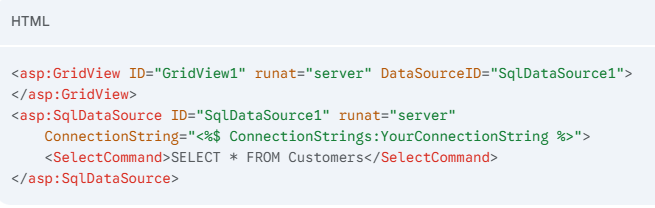 HTML
<asp:GridView ID="GridView1" runat="server" DataSourceID="SqlDataSource1">
</asp:GridView>
<asp:SqlDataSource ID="SqlDataSource1" runat="server"
ConnectionString="<%$ ConnectionStrings:YourConnectionString %>">
<SelectCommand>SELECT * FROM Customers</SelectCommand>
</asp:SqlDataSource>